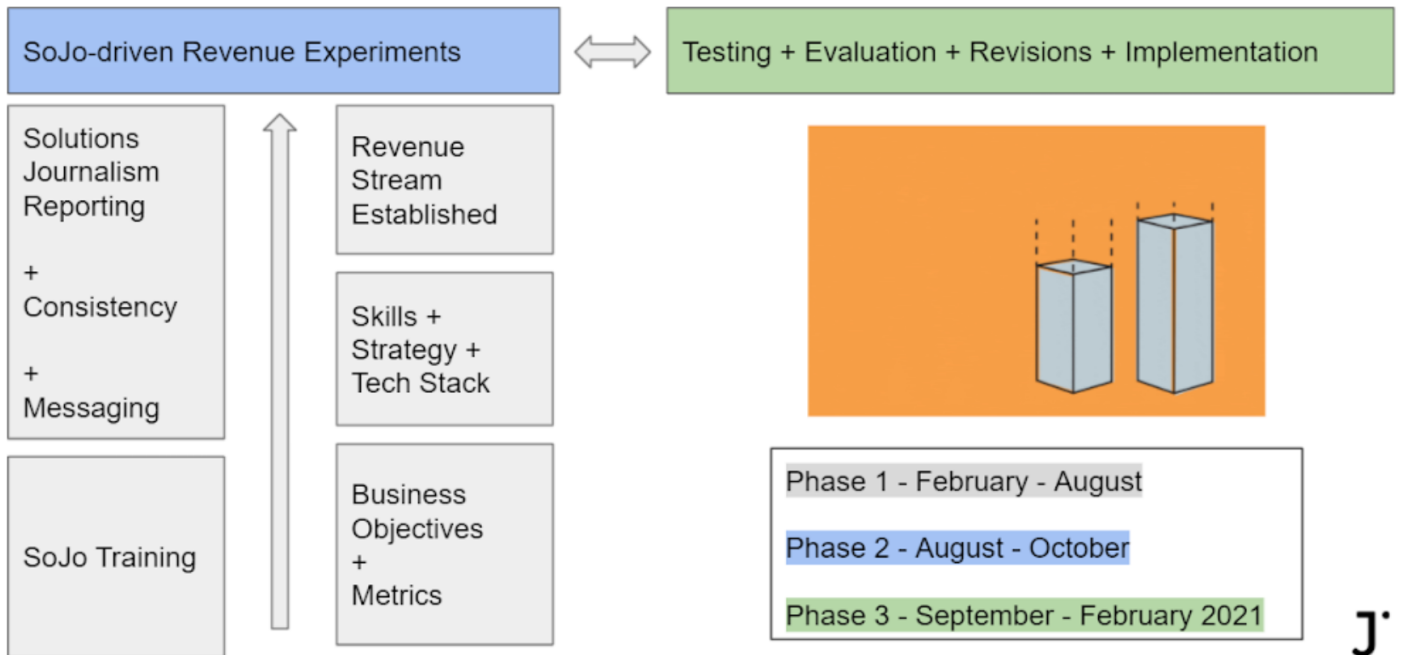 SoJo-driven Revenue Experiments
Testing + Evaluation + Revisions + Implementation
Solutions
Journalism
Reporting
+
Consistency
+
Messaging
SoJo Training
Revenue
Stream
Established
Skills +
Strategy +
Tech Stack
Business
Objectives
+
Metrics
Phase 1 - February - August
Phase 2 - August - October
Phase 3 - September - February 2021
J